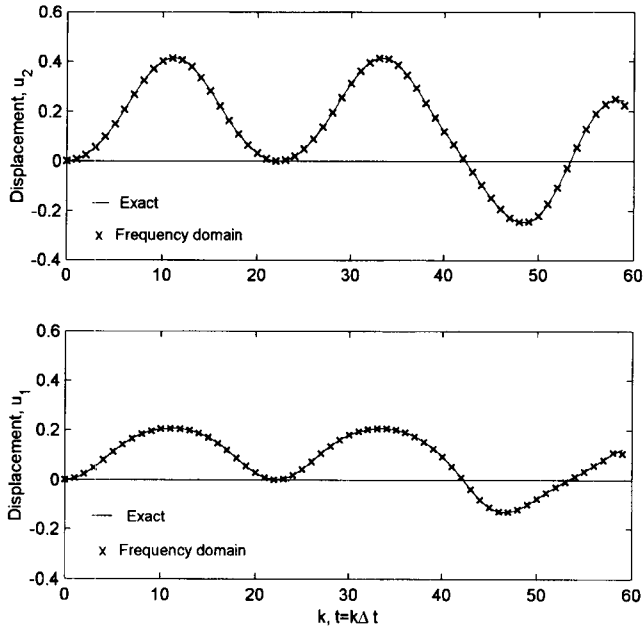 0.6
0.4
0.2
0
-0.2
-0.4
Displacement, u2
Exact
Frequency domain
0 10 20 30 40 50 60
0.6
0.4
0.2
0
-0.2
-0.4
Displacement, u1
Exact
Frequency domain
0 10 20 30 40 50 60
k, t=kΔ t